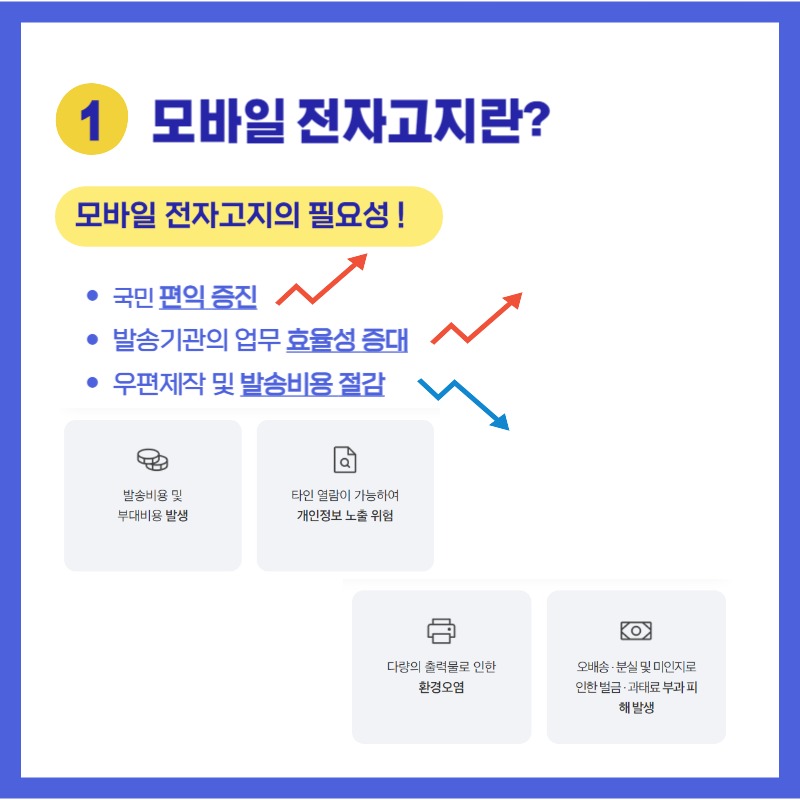 1 모바일 전자고지란?
모바일 전자고지의 필요성!
• 국민 편익 증진
• 발송기관의 업무 효율성 증대
• 우편제작 및 발송비용 절감
발송비용 및
부대비용 발생
타인 열람이 가능하여
개인정보 노출 위험
다량의 출력물로 인한
환경오염
오배송·분실 및 미인지로
인한 벌금·과태료 부과 피
해 발생